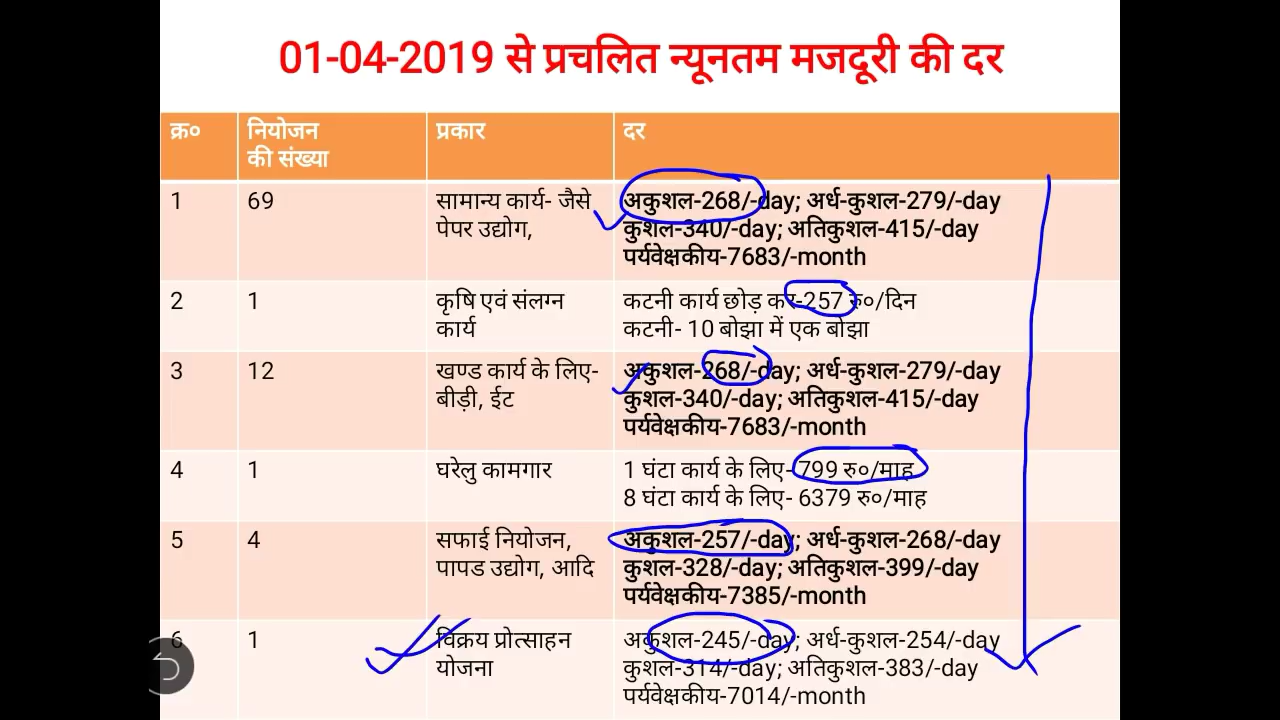 01-04-2019 से प्रचलित न्यूनतम मजदूरी की दर
क्र० नियोजन की संख्या प्रकार दर
1 69 सामान्य कार्य- जैसे पेपर उद्योग,
अकुशल-268/-day; अर्ध-कुशल-279/-day
कुशल-340/-day; अतिकुशल-415/-day
पर्यवेक्षकीय-7683/-month
2 1 कृषि एवं संलग्न कार्य
कटनी कार्य छोड़ कर-257 रु०/दिन
कटनी- 10 बोझा में एक बोझा
3 12 खण्ड कार्य के लिए- बीड़ी, ईट
अकुशल-268/-day; अर्ध-कुशल-279/-day
कुशल-340/-day; अतिकुशल-415/-day
पर्यवेक्षकीय-7683/-month
4 1 घरेलु कामगार
1 घंटा कार्य के लिए- 799 रु०/माह
8 घंटा कार्य के लिए- 6379 रु०/माह
5 4 सफाई नियोजन, पापड उद्योग, आदि
अकुशल-257/-day; अर्ध-कुशल-268/-day
कुशल-328/-day; अतिकुशल-399/-day
पर्यवेक्षकीय-7385/-month
6 1 विक्रय प्रोत्साहन योजना
अकुशल-245/-day; अर्ध-कुशल-254/-day
कुशल-314/-day; अतिकुशल-383/-day
पर्यवेक्षकीय-7014/-month